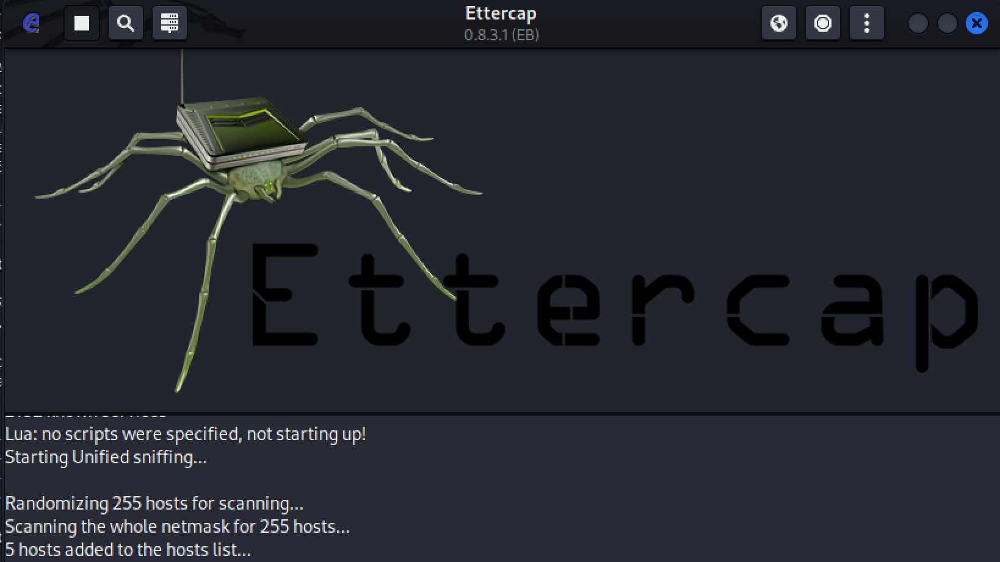 Ettercap
0.8.3.1 (EB)
Ettercap
Lua: no scripts were specified, not starting up!
Starting Unified sniffing...
Randomizing 255 hosts for scanning...
Scanning the whole netmask for 255 hosts...
5 hosts added to the hosts list...